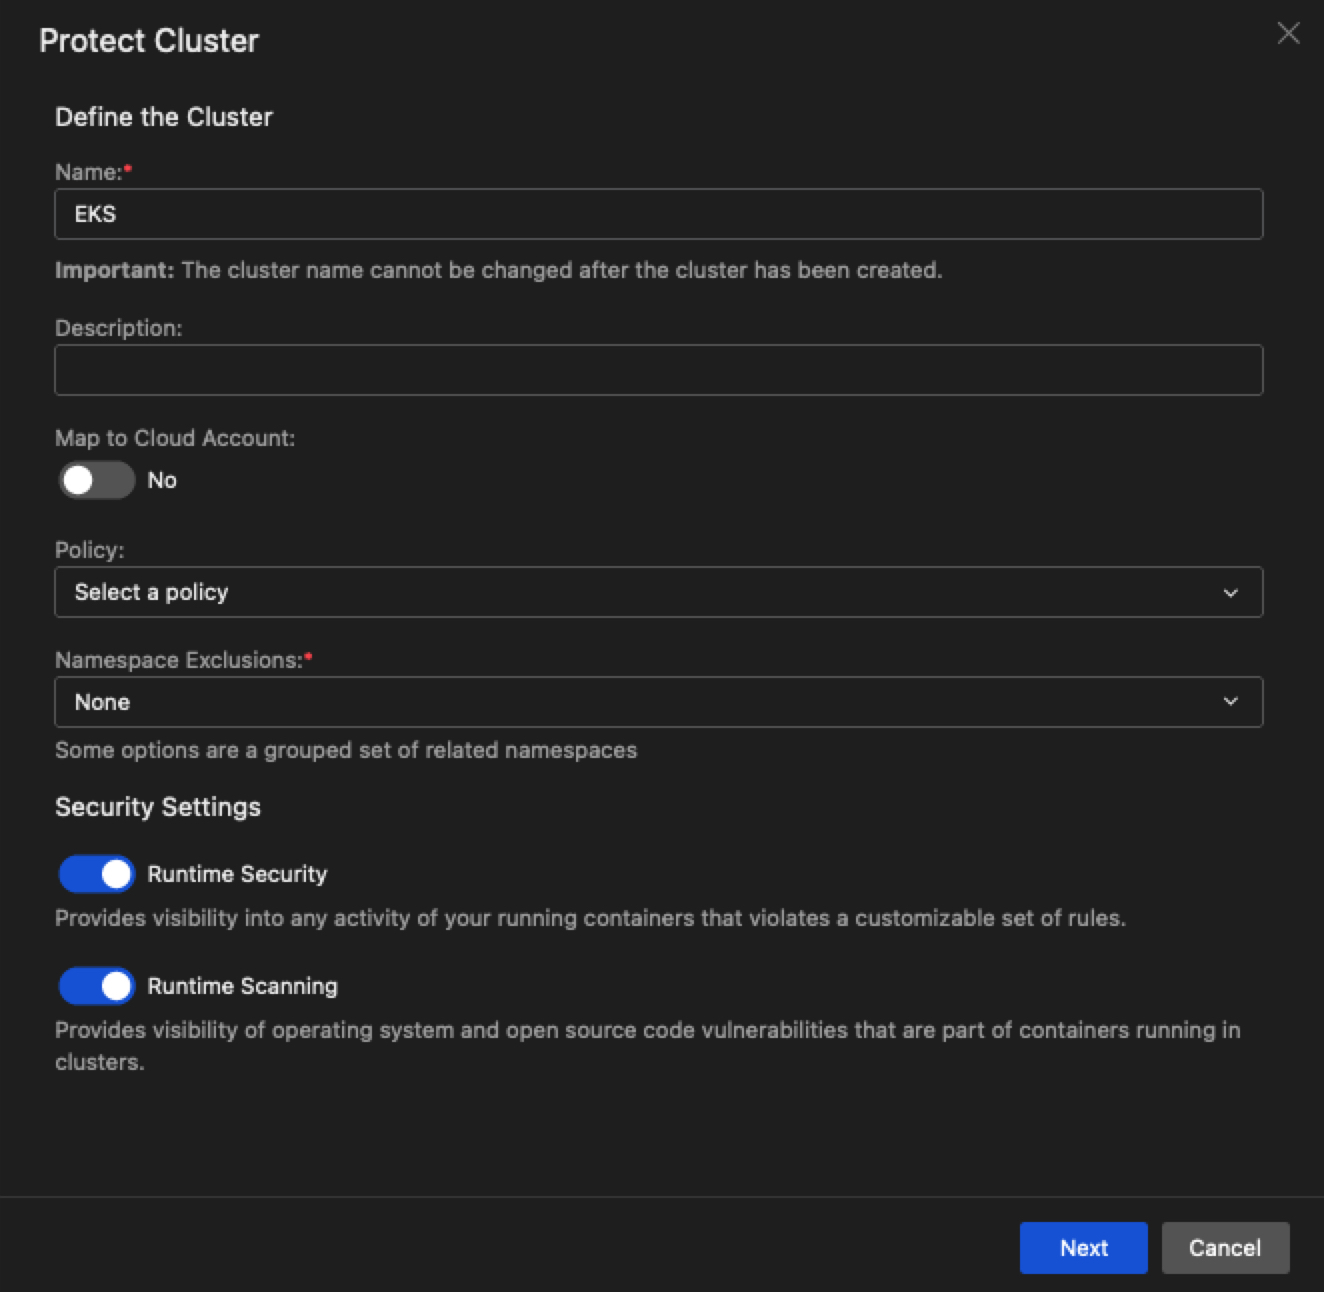 Protect Cluster
Define the Cluster
Name:*
EKS
Important: The cluster name cannot be changed after the cluster has been created.
Description:
Map to Cloud Account:
No
Policy:
Select a policy
Namespace Exclusions:*
None
Some options are a grouped set of related namespaces
Security Settings
Runtime Security
Provides visibility into any activity of your running containers that violates a customizable set of rules.
Runtime Scanning
Provides visibility of operating system and open source code vulnerabilities that are part of containers running in
clusters.
Next
Cancel